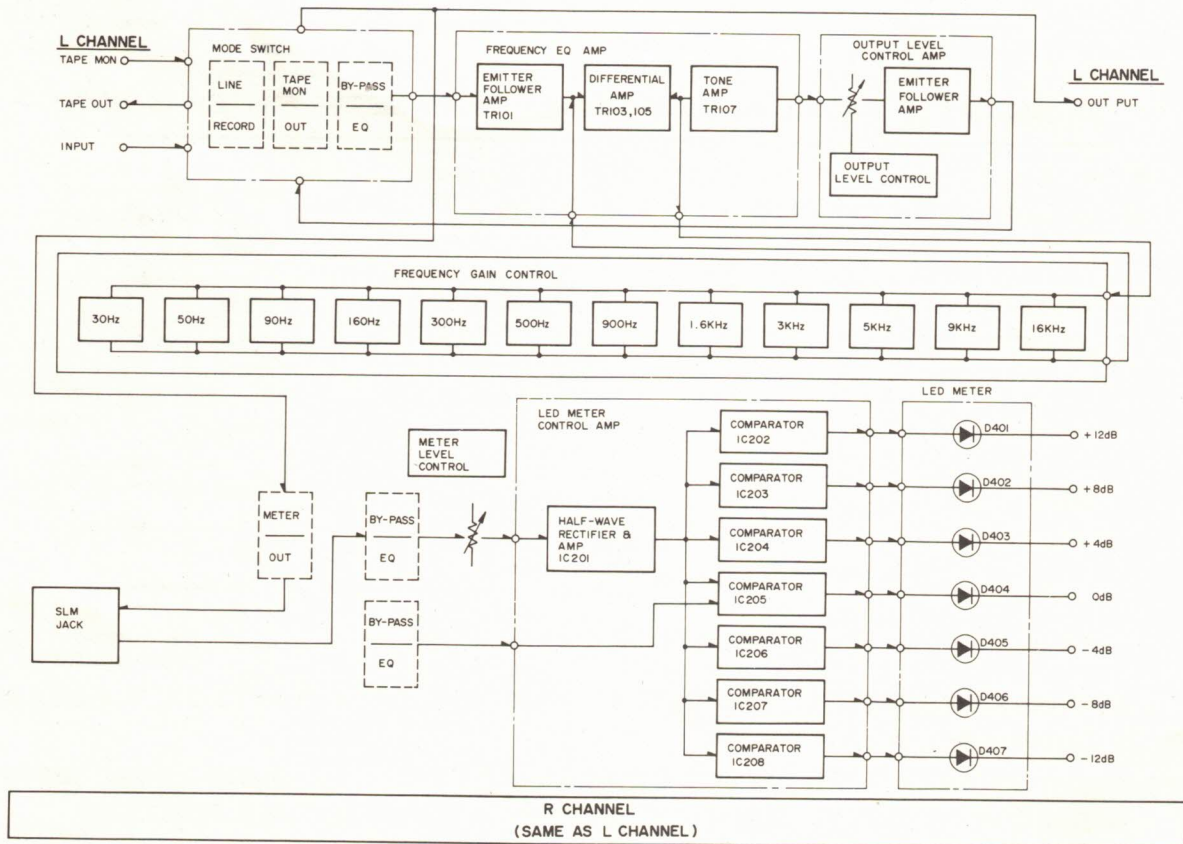 L CHANNEL
TAPE MON
TAPE OUT
INPUT
MODE SWITCH
LINE
RECORD
TAPE
MON
OUT
BY-PASS
EQ
FREQUENCY EQ AMP
EMITTER
FOLLOWER
AMP
TR101
DIFFERENTIAL
AMP
TR103, 105
TONE
AMP
TR107
OUTPUT LEVEL
CONTROL AMP
EMITTER
FOLLOWER
AMP
OUTPUT
LEVEL CONTROL
L CHANNEL
OUT PUT
FREQUENCY GAIN CONTROL
30Hz
50Hz
90Hz
160Hz
300Hz
500Hz
900Hz
1.6KHz
3KHz
5KHz
9KHz
16KHz
METER
OUT
SLM
JACK
BY-PASS
EQ
BY-PASS
EQ
METER
LEVEL
CONTROL
LED METER
CONTROL AMP
HALF-WAVE
RECTIFIER &
AMP
IC201
COMPARATOR
IC202
COMPARATOR
IC203
COMPARATOR
IC204
COMPARATOR
IC205
COMPARATOR
IC206
COMPARATOR
IC207
COMPARATOR
IC208
LED METER
D401
+12dB
D402
+8dB
D403
+4dB
D404
0dB
D405
-4dB
D406
-8dB
D407
-12dB
R CHANNEL
(SAME AS L CHANNEL)